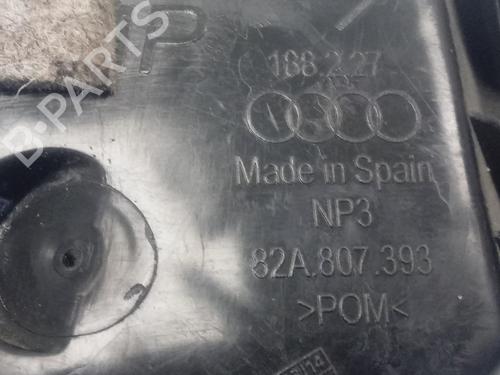 P
188.2.27
Made in Spain
NP3
82A.807.393
>POM<
B-PARTS